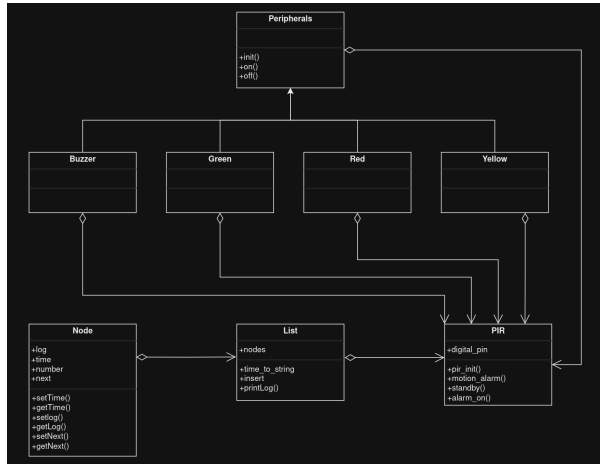 Peripherals
+init()
+on()
+off()
Buzzer
Green
Red
Yellow
Node
+log
+time
+number
+next
+setTime()
+getTime()
+setlog()
+getLog()
+setNext()
+getNext()
List
+nodes
+time_to_string
+insert
+printLog()
PIR
+digital_pin
+pir_init()
+motion_alarm()
+standby()
+alarm_on()